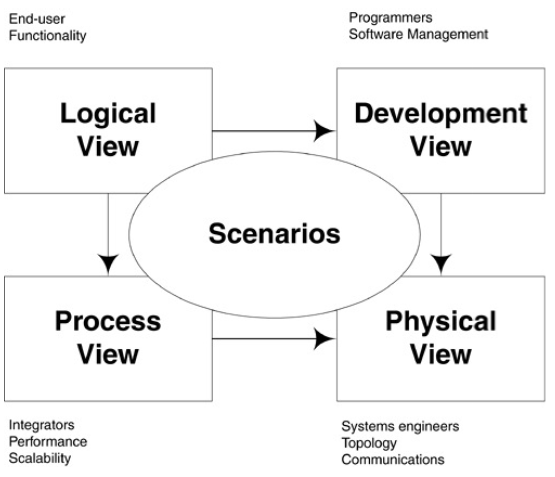 End-user
Functionality
Programmers
Software Management
Logical
View
Development
View
Scenarios
Process
View
Physical
View
Integrators
Performance
Scalability
Systems engineers
Topology
Communications